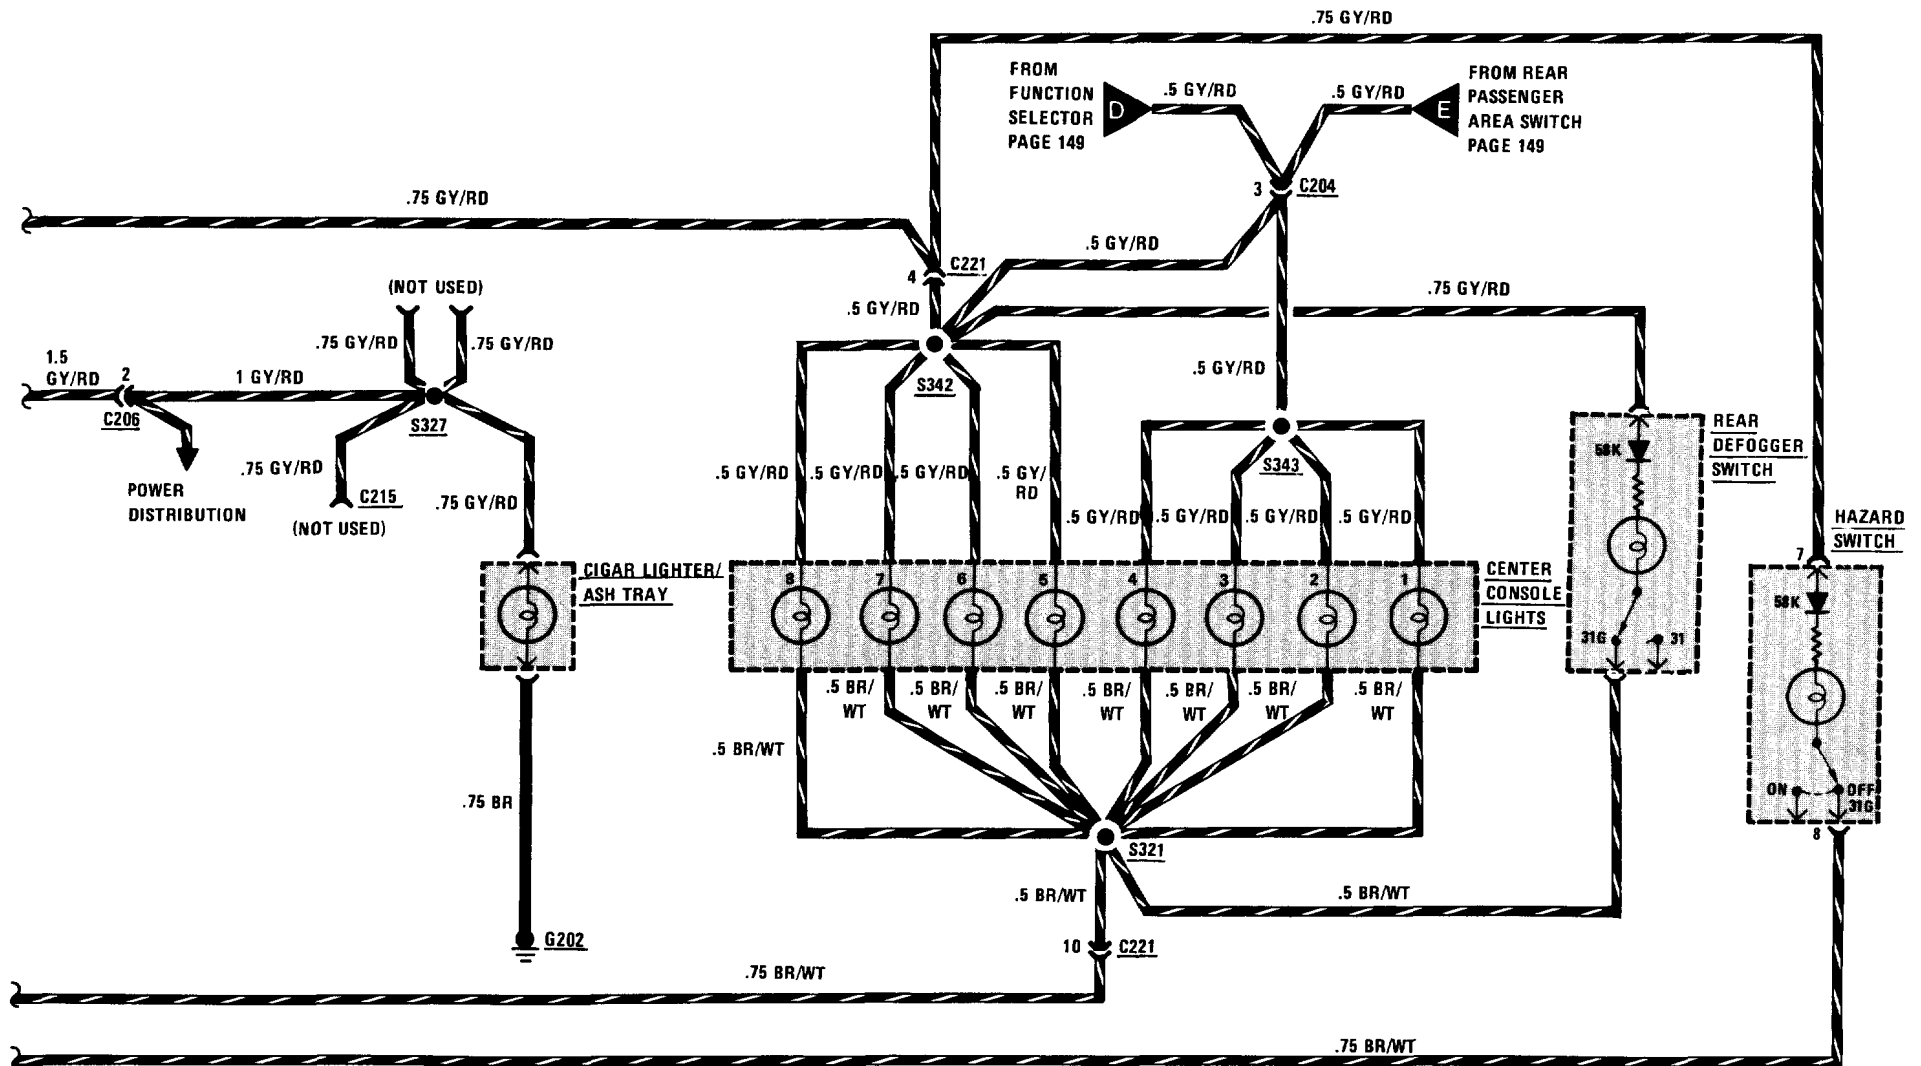 .75 GY/RD
FROM
FUNCTION
SELECTOR
PAGE 149
D
.5 GY/RD
.5 GY/RD
E
FROM REAR
PASSENGER
AREA SWITCH
PAGE 149
3
C204
.75 GY/RD
.5 GY/RD
4
C221
.5 GY/RD
.75 GY/RD
(NOT USED)
.75 GY/RD
.75 GY/RD
1.5
GY/RD
2
C206
1 GY/RD
S327
POWER
DISTRIBUTION
.75 GY/RD
C215
(NOT USED)
.75 GY/RD
S342
.5 GY/RD
S343
.5 GY/RD
.5 GY/RD
.5 GY/RD
.5 GY/
RD
.5 GY/RD
.5 GY/RD
.5 GY/RD
.5 GY/RD
REAR
DEFOGGER
SWITCH
58K
31G
31
HAZARD
SWITCH
7
58K
ON
OFF
31G
8
CIGAR LIGHTER/
ASH TRAY
8
7
6
5
4
3
2
1
CENTER
CONSOLE
LIGHTS
.5 BR/WT
.5 BR/
WT
.5 BR/
WT
.5 BR/
WT
.5 BR/
WT
.5 BR/
WT
.5 BR/
WT
.5 BR/
WT
.75 BR
G202
S321
.5 BR/WT
.5 BR/WT
10
C221
.75 BR/WT
.75 BR/WT